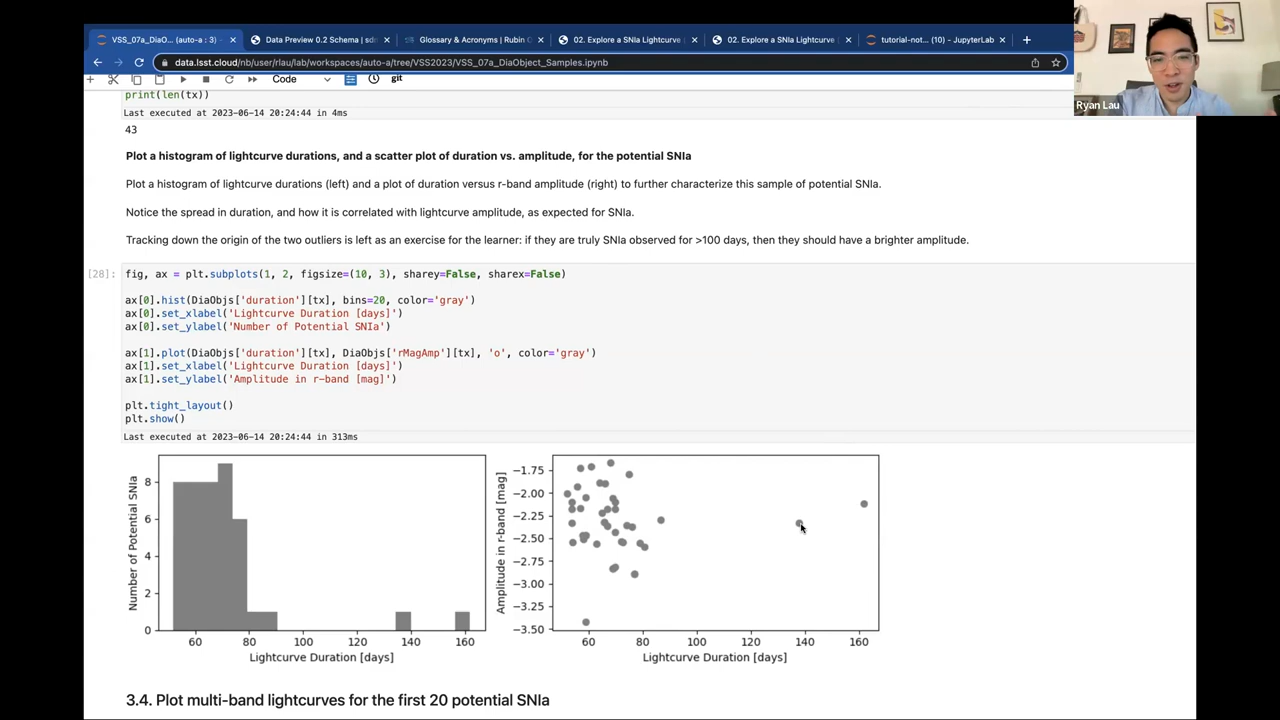 VSS_07a_DiaO... (auto-a : 3) -
Data Preview 0.2 Schema | sdm
Glossary & Acronyms | Rubin C
02. Explore a SNIa Lightcurve
02. Explore a SNIa Lightcurve
tutorial-not... (10) - JupyterLab
data.lsst.cloud/nb/user/rlau/lab/workspaces/auto-a/tree/VSS2023/VSS_07a_DiaObject_Samples.ipynb
Code
git
Ryan Lau
print(len(tx))
Last executed at 2023-06-14 20:24:44 in 4ms
43
Plot a histogram of lightcurve durations, and a scatter plot of duration vs. amplitude, for the potential SNIa
Plot a histogram of lightcurve durations (left) and a plot of duration versus r-band amplitude (right) to further characterize this sample of potential SNIa.
Notice the spread in duration, and how it is correlated with lightcurve amplitude, as expected for SNIa.
Tracking down the origin of the two outliers is left as an exercise for the learner: if they are truly SNIa observed for >100 days, then they should have a brighter amplitude.
[28]:
fig, ax = plt.subplots(1, 2, figsize=(10, 3), sharey=False, sharex=False)
ax[0].hist(DiaObjs['duration'][tx], bins=20, color='gray')
ax[0].set_xlabel('Lightcurve Duration [days]')
ax[0].set_ylabel('Number of Potential SNIa')
ax[1].plot(DiaObjs['duration'][tx], DiaObjs['rMagAmp'][tx], 'o', color='gray')
ax[1].set_xlabel('Lightcurve Duration [days]')
ax[1].set_ylabel('Amplitude in r-band [mag]')
plt.tight_layout()
plt.show()
Last executed at 2023-06-14 20:24:44 in 313ms
Number of Potential SNIa
8
6
4
2
0
60 80 100 120 140 160
Lightcurve Duration [days]
Amplitude in r-band [mag]
−1.75
−2.00
−2.25
−2.50
−2.75
−3.00
−3.25
−3.50
60 80 100 120 140 160
Lightcurve Duration [days]
3.4. Plot multi-band lightcurves for the first 20 potential SNIa